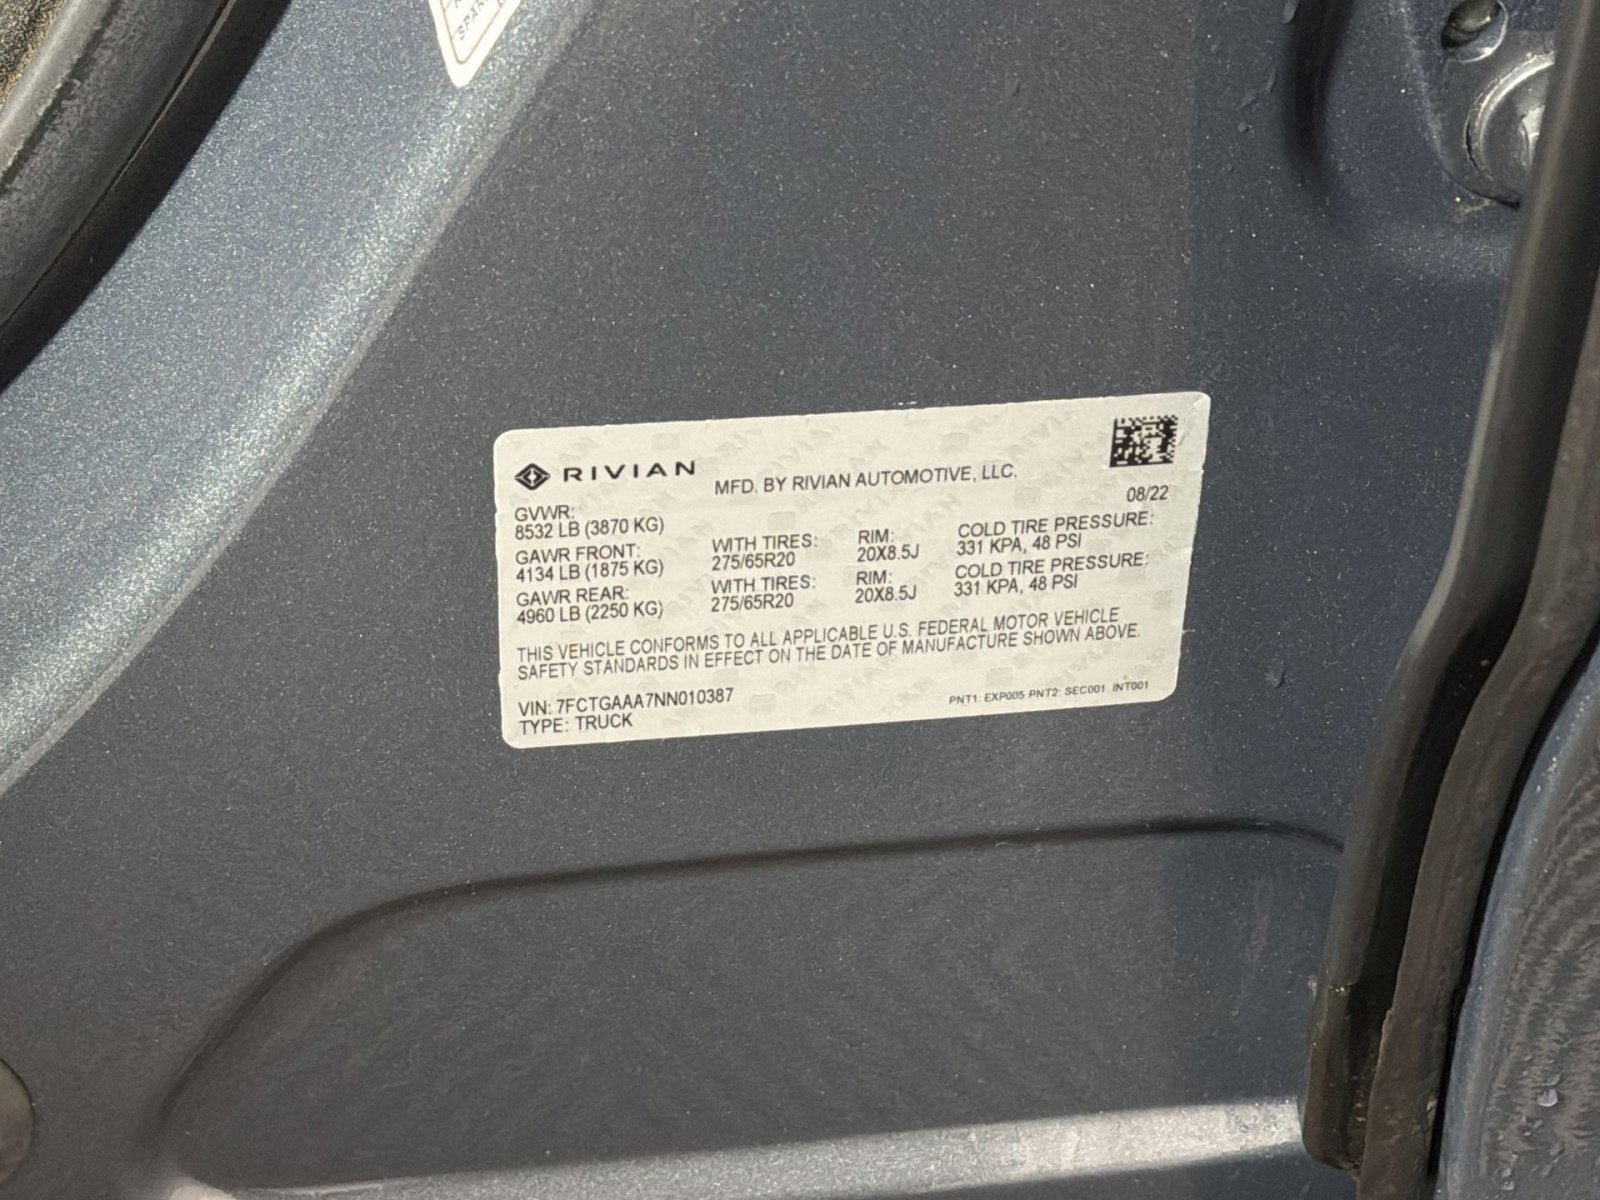 SPARE
RIVIAN
MFD. BY RIVIAN AUTOMOTIVE, LLC.
08/22
GVWR:
8532 LB (3870 KG)
GAWR FRONT: WITH TIRES: RIM: COLD TIRE PRESSURE:
4134 LB (1875 KG) 275/65R20 20X8.5J 331 KPA, 48 PSI
GAWR REAR: WITH TIRES: RIM: COLD TIRE PRESSURE:
4960 LB (2250 KG) 275/65R20 20X8.5J 331 KPA, 48 PSI
THIS VEHICLE CONFORMS TO ALL APPLICABLE U.S. FEDERAL MOTOR VEHICLE
SAFETY STANDARDS IN EFFECT ON THE DATE OF MANUFACTURE SHOWN ABOVE.
VIN: 7FCTGAAA7NN010387 PNT1: EXP005 PNT2: SEC001 INT001
TYPE: TRUCK